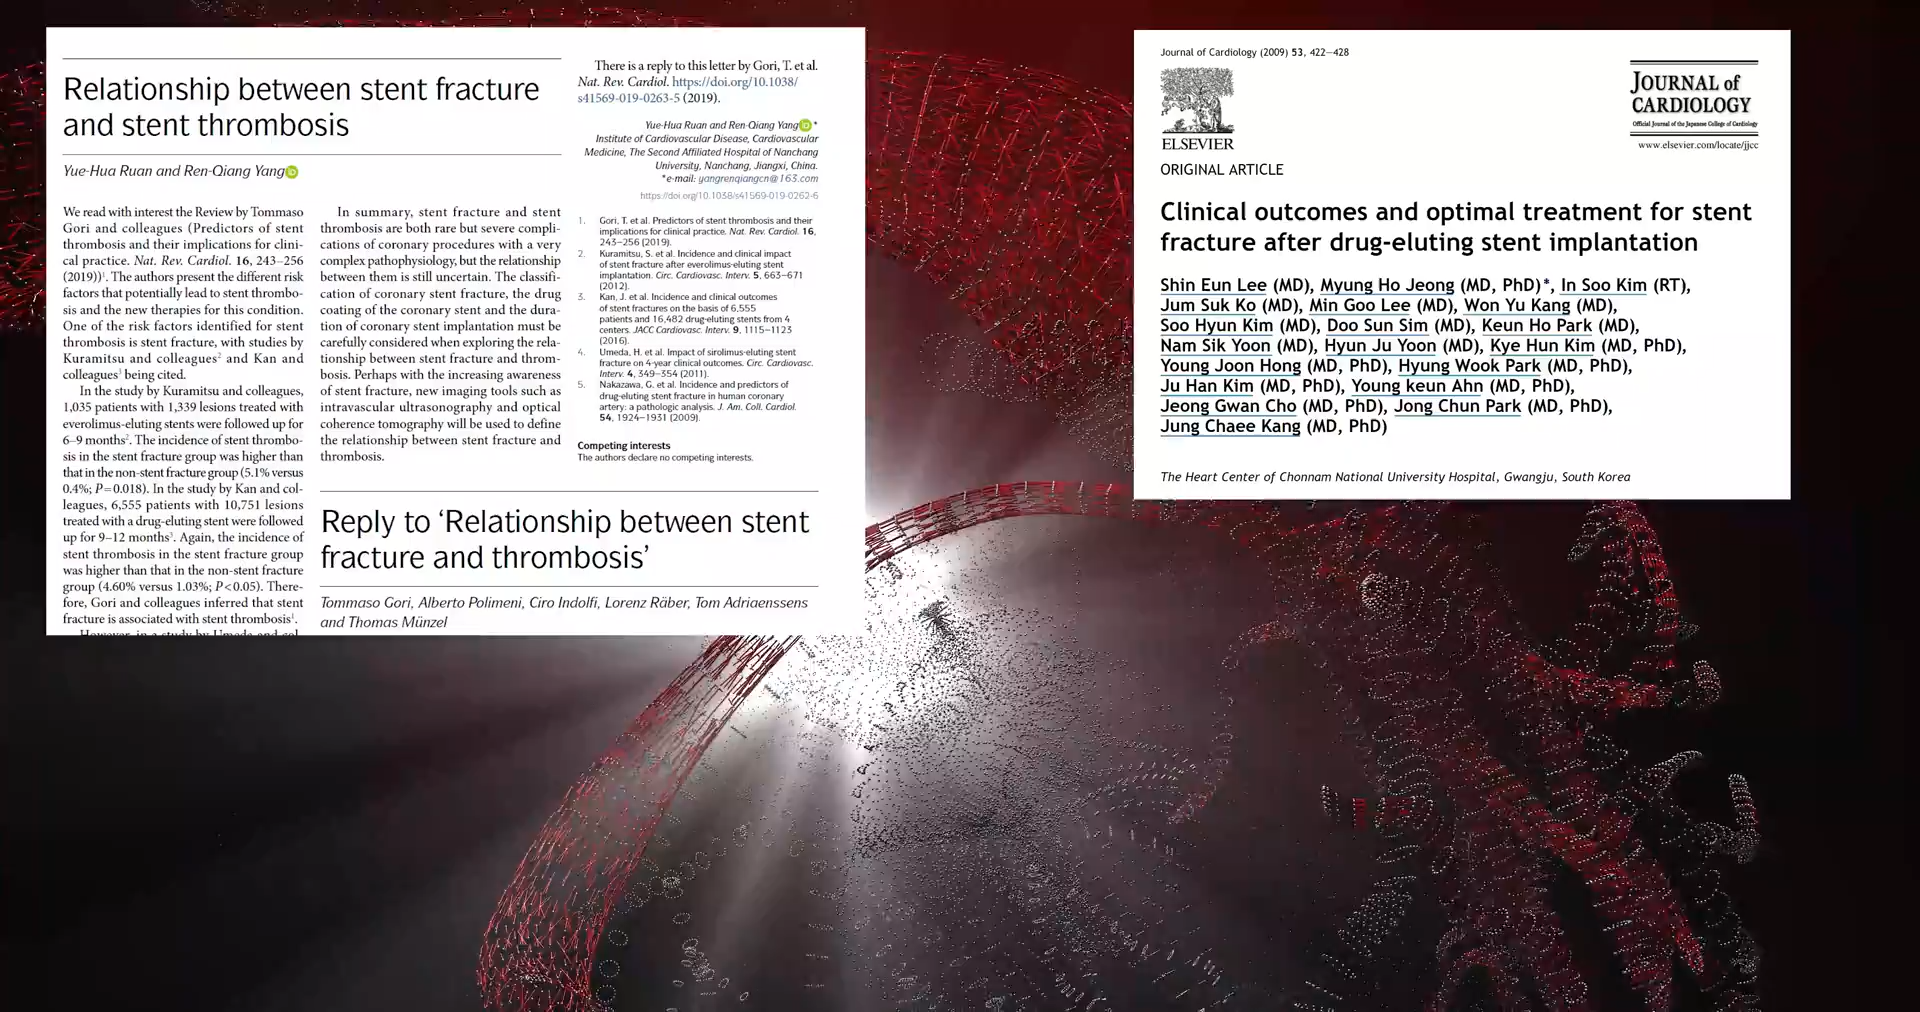 Relationship between stent fracture
and stent thrombosis
Yue-Hua Ruan and Ren-Qiang Yang
We read with interest the Review by Tommaso
Gori and colleagues (Predictors of stent
thrombosis and their implications for clini-
cal practice. Nat. Rev. Cardiol. 16, 243–256
(2019))1. The authors present the different risk
factors that potentially lead to stent thrombo-
sis and the new therapies for this condition.
One of the risk factors identified for stent
thrombosis is stent fracture, with studies by
Kuramitsu and colleagues2 and Kan and
colleagues3 being cited.
In the study by Kuramitsu and colleagues,
1,035 patients with 1,339 lesions treated with
everolimus-eluting stents were followed up for
6–9 months2. The incidence of stent thrombo-
sis in the stent fracture group was higher than
that in the non-stent fracture group (5.1% versus
0.4%; P=0.018). In the study by Kan and col-
leagues, 6,555 patients with 10,751 lesions
treated with a drug-eluting stent were followed
up for 9–12 months3. Again, the incidence of
stent thrombosis in the stent fracture group
was higher than that in the non-stent fracture
group (4.60% versus 1.03%; P<0.05). There-
fore, Gori and colleagues inferred that stent
fracture is associated with stent thrombosis1.
However, in a study by Umeda and col-
In summary, stent fracture and stent
thrombosis are both rare but severe compli-
cations of coronary procedures with a very
complex pathophysiology, but the relationship
between them is still uncertain. The classifi-
cation of coronary stent fracture, the drug
coating of the coronary stent and the dura-
tion of coronary stent implantation must be
carefully considered when exploring the rela-
tionship between stent fracture and throm-
bosis. Perhaps with the increasing awareness
of stent fracture, new imaging tools such as
intravascular ultrasonography and optical
coherence tomography will be used to define
the relationship between stent fracture and
thrombosis.
There is a reply to this letter by Gori, T. et al.
Nat. Rev. Cardiol. https://doi.org/10.1038/
s41569-019-0263-5 (2019).
Yue-Hua Ruan and Ren-Qiang Yang *
Institute of Cardiovascular Disease, Cardiovascular
Medicine, The Second Affiliated Hospital of Nanchang
University, Nanchang, Jiangxi, China.
*e-mail: yangrenqiangcn@163.com
https://doi.org/10.1038/s41569-019-0262-6
1. Gori, T. et al. Predictors of stent thrombosis and their
implications for clinical practice. Nat. Rev. Cardiol. 16,
243–256 (2019).
2. Kuramitsu, S. et al. Incidence and clinical impact
of stent fracture after everolimus-eluting stent
implantation. Circ. Cardiovasc. Interv. 5, 663–671
(2012).
3. Kan, J. et al. Incidence and clinical outcomes
of stent fractures on the basis of 6,555
patients and 16,482 drug-eluting stents from 4
centers. JACC Cardiovasc. Interv. 9, 1115–1123
(2016).
4. Umeda, H. et al. Impact of sirolimus-eluting stent
fracture on 4-year clinical outcomes. Circ. Cardiovasc.
Interv. 4, 349–354 (2011).
5. Nakazawa, G. et al. Incidence and predictors of
drug-eluting stent fracture in human coronary
artery: a pathologic analysis. J. Am. Coll. Cardiol.
54, 1924–1931 (2009).
Competing interests
The authors declare no competing interests.
Reply to ‘Relationship between stent
fracture and thrombosis’
Tommaso Gori, Alberto Polimeni, Ciro Indolfi, Lorenz Räber, Tom Adriaenssens
and Thomas Münzel
Journal of Cardiology (2009) 53, 422–428
ELSEVIER
JOURNAL of
CARDIOLOGY
Official Journal of the Japanese College of Cardiology
www.elsevier.com/locate/jjcc
ORIGINAL ARTICLE
Clinical outcomes and optimal treatment for stent
fracture after drug-eluting stent implantation
Shin Eun Lee (MD), Myung Ho Jeong (MD, PhD)*, In Soo Kim (RT),
Jum Suk Ko (MD), Min Goo Lee (MD), Won Yu Kang (MD),
Soo Hyun Kim (MD), Doo Sun Sim (MD), Keun Ho Park (MD),
Nam Sik Yoon (MD), Hyun Ju Yoon (MD), Kye Hun Kim (MD, PhD),
Young Joon Hong (MD, PhD), Hyung Wook Park (MD, PhD),
Ju Han Kim (MD, PhD), Young keun Ahn (MD, PhD),
Jeong Gwan Cho (MD, PhD), Jong Chun Park (MD, PhD),
Jung Chaee Kang (MD, PhD)
The Heart Center of Chonnam National University Hospital, Gwangju, South Korea